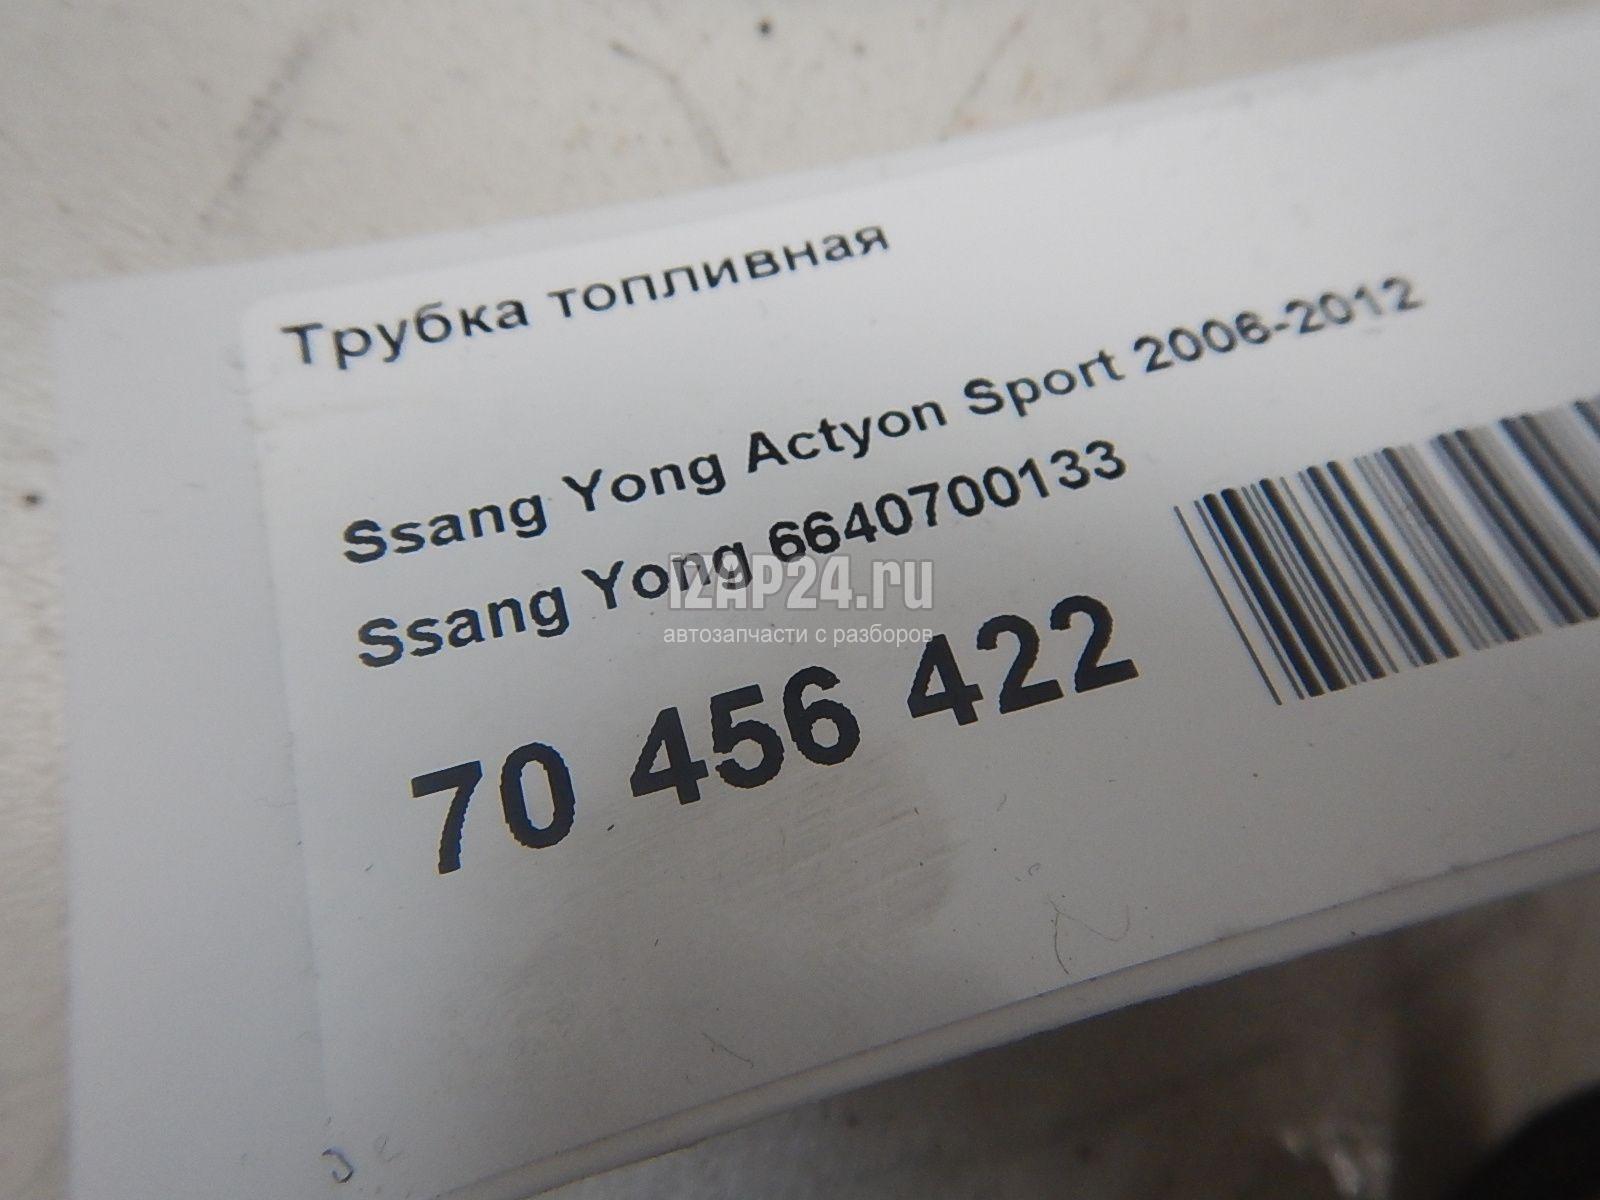 Трубка топливная
Ssang Yong Actyon Sport 2006-2012
Ssang Yong 6640700133
iZAP24.ru
автозапчасти с разборов
70 456 422